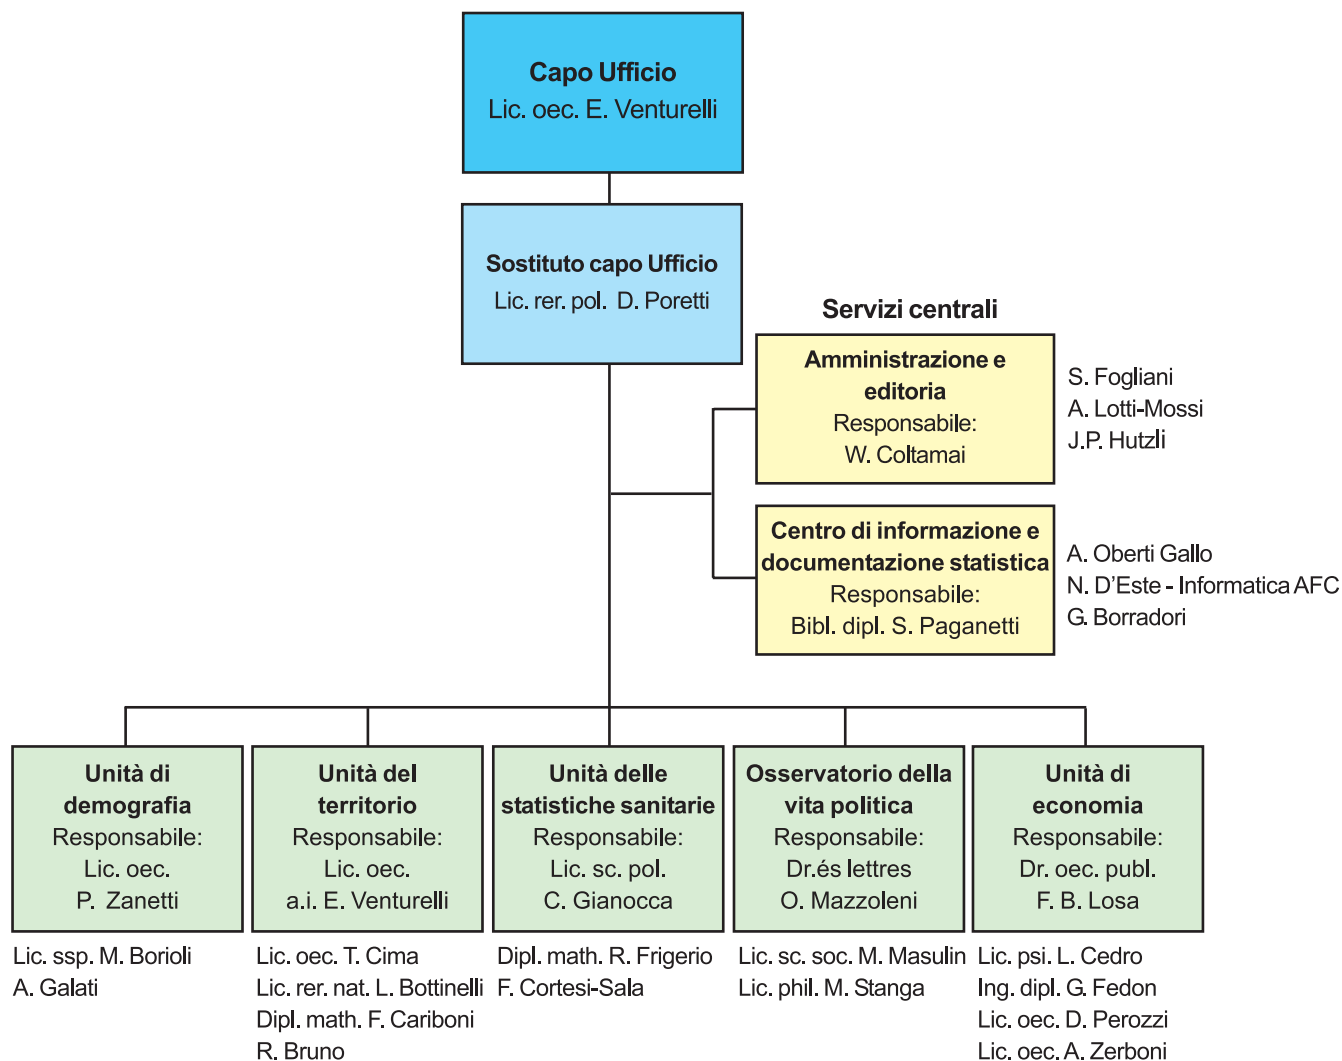 Capo Ufficio
Lic. oec. E. Venturelli
Sostituto capo Ufficio
Lic. rer. pol. D. Poretti
Servizi centrali
Amministrazione e
editoria
Responsabile:
W. Coltamai
S. Fogliani
A. Lotti-Mossi
J.P. Hutzli
Centro di informazione e
documentazione statistica
Responsabile:
Bibl. dipl. S. Paganetti
A. Oberti Gallo
N. D'Este - Informatica AFC
G. Borradori
Unità di
demografia
Responsabile:
Lic. oec.
P. Zanetti
Lic. ssp. M. Borioli
A. Galati
Unità del
territorio
Responsabile:
Lic. oec.
a.i. E. Venturelli
Lic. oec. T. Cima
Lic. rer. nat. L. Bottinelli
Dipl. math. F. Cariboni
R. Bruno
Unità delle
statistiche sanitarie
Responsabile:
Lic. sc. pol.
C. Gianocca
Dipl. math. R. Frigerio
F. Cortesi-Sala
Osservatorio della
vita politica
Responsabile:
Dr.és lettres
O. Mazzoleni
Lic. sc. soc. M. Masulin
Lic. phil. M. Stanga
Unità di
economia
Responsabile:
Dr. oec. publ.
F. B. Losa
Lic. psi. L. Cedro
Ing. dipl. G. Fedon
Lic. oec. D. Perozzi
Lic. oec. A. Zerboni